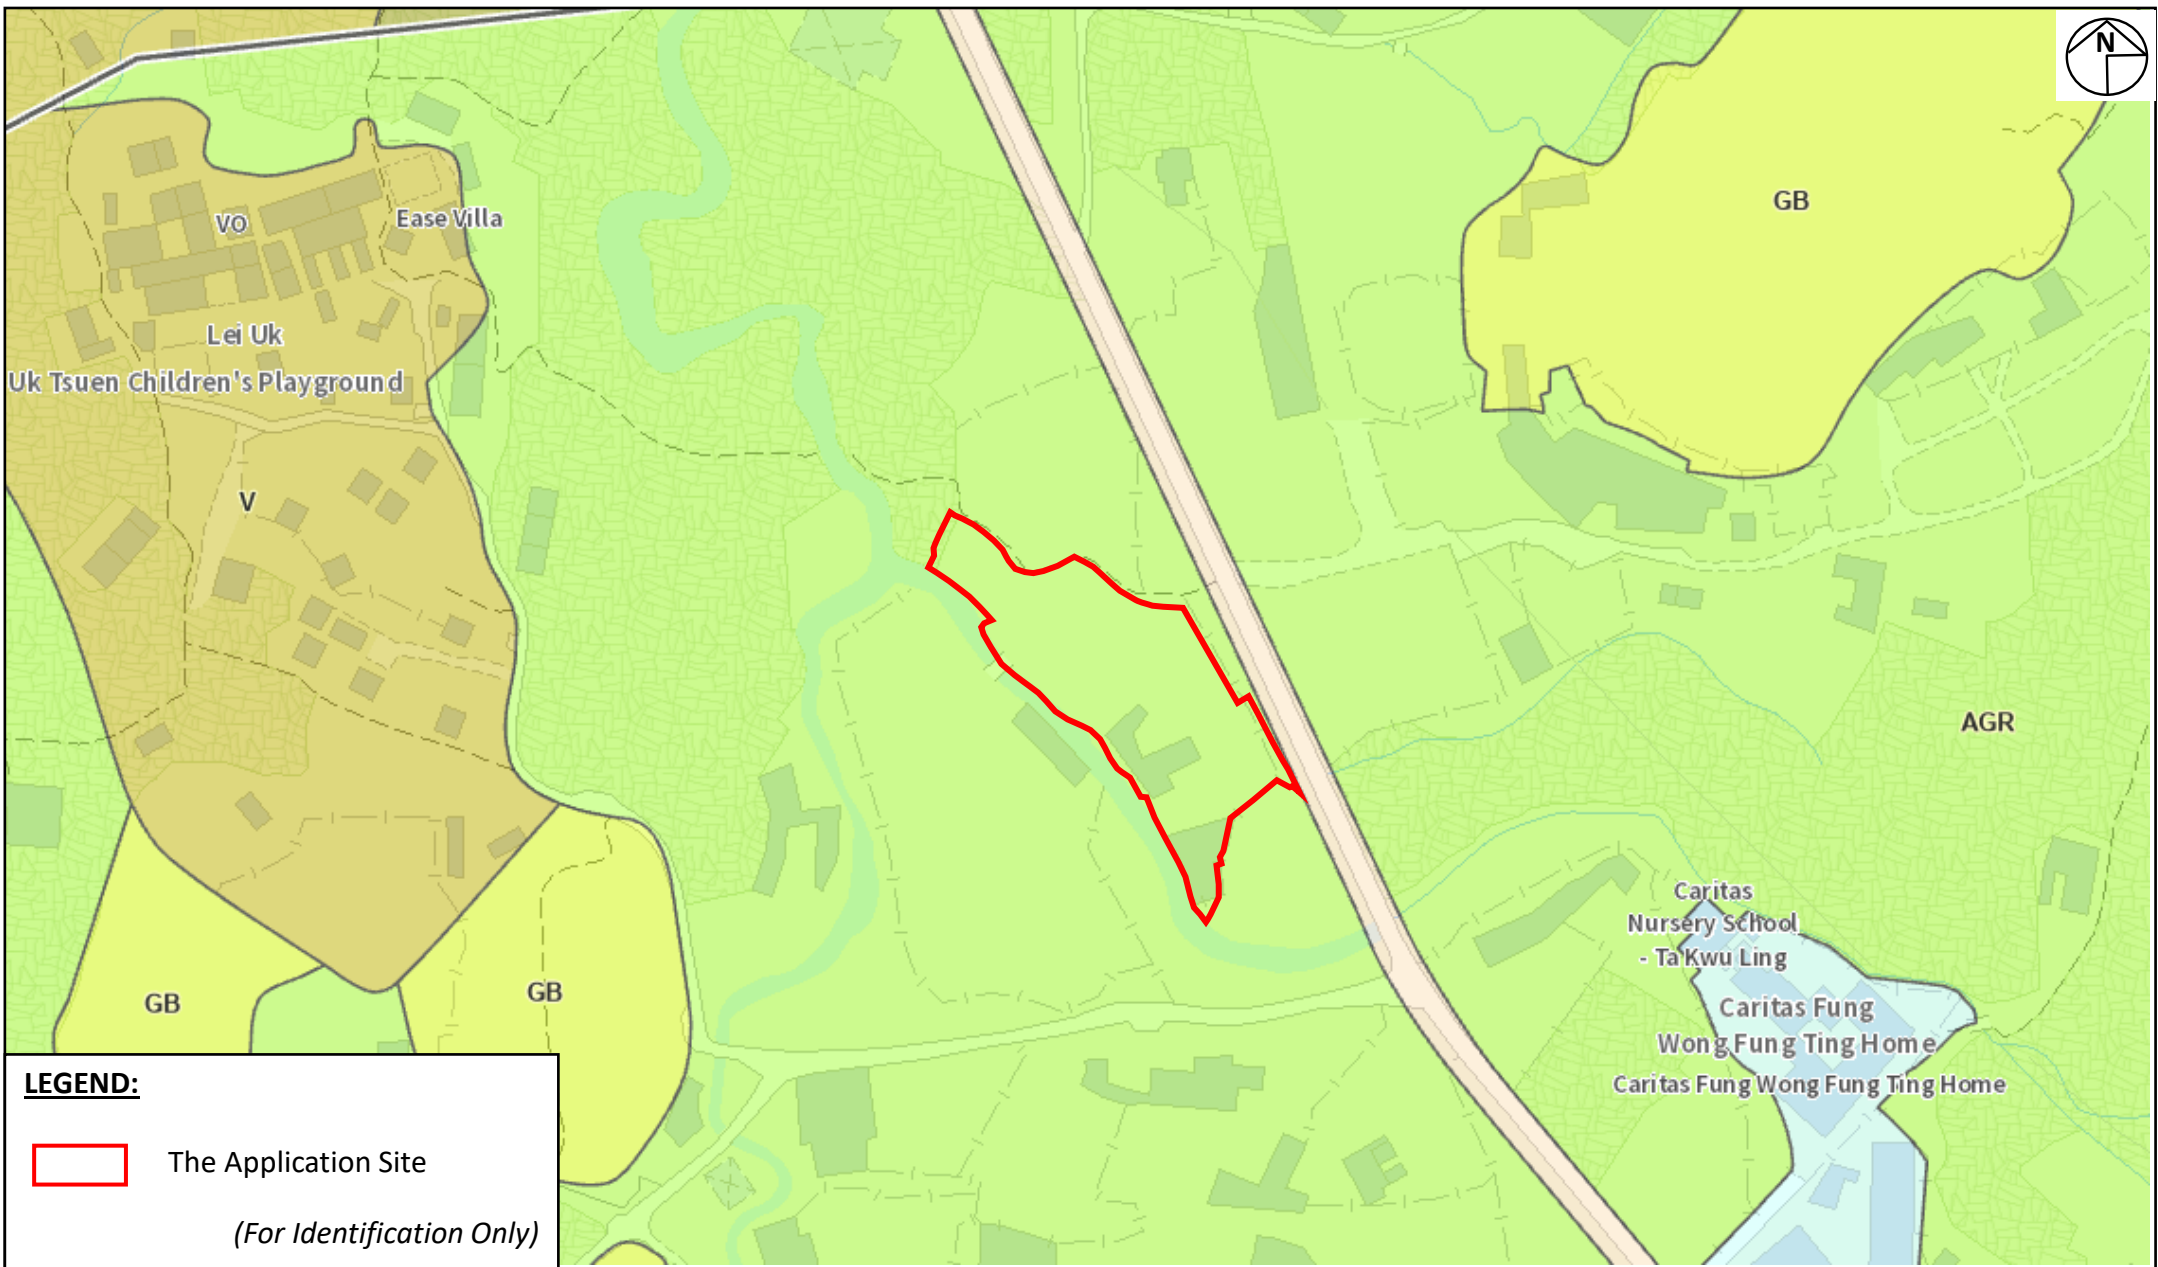 N
GB
VO
Ease Villa
Lei Uk
Uk Tsuen Children's Playground
V
AGR
Caritas
Nursery School
- Ta Kwu Ling
GB
GB
Caritas Fung
Wong Fung Ting Home
Caritas Fung Wong Fung Ting Home
LEGEND:
The Application Site
(For Identification Only)